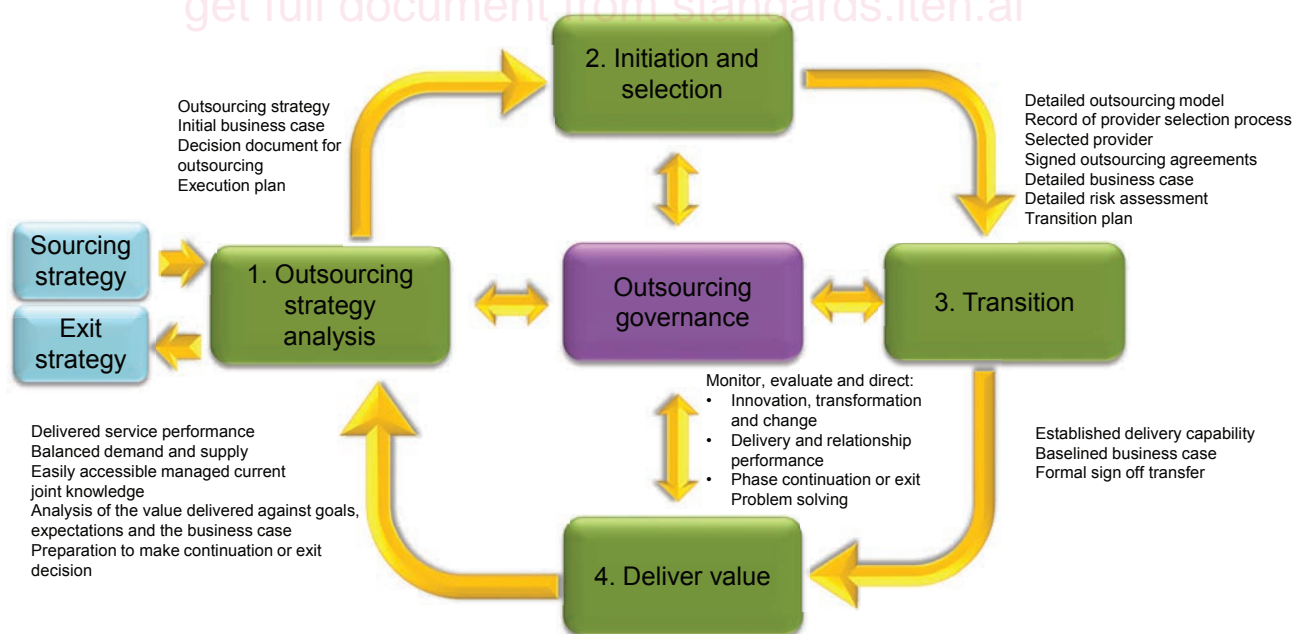 get full document from standards.iteh.ai
2. Initiation and
selection
Outsourcing strategy
Initial business case
Decision document for
outsourcing
Execution plan
Detailed outsourcing model
Record of provider selection process
Selected provider
Signed outsourcing agreements
Detailed business case
Detailed risk assessment
Transition plan
Sourcing
strategy
Exit
strategy
1. Outsourcing
strategy
analysis
Outsourcing
governance
3. Transition
Monitor, evaluate and direct:
• Innovation, transformation
and change
• Delivery and relationship
performance
• Phase continuation or exit
Problem solving
Delivered service performance
Balanced demand and supply
Easily accessible managed current
joint knowledge
Analysis of the value delivered against goals,
expectations and the business case
Preparation to make continuation or exit
decision
Established delivery capability
Baselined business case
Formal sign off transfer
4. Deliver value